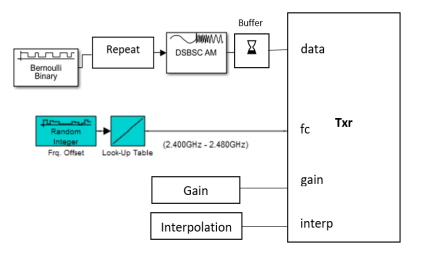 Buffer
Repeat
DSBSC AM
Bernoulli
Binary
data
Random
Integer
Frq. Offset
Look-Up Table
(2.400GHz - 2.480GHz)
fc
Txr
Gain
gain
Interpolation
interp